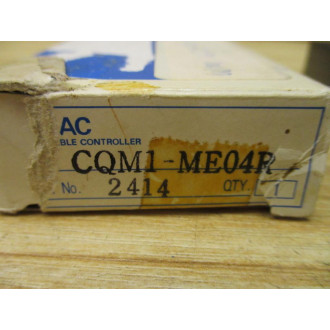 AC
BLE CONTROLLER
CQM1-ME04R
No. 2414 QTY. 1